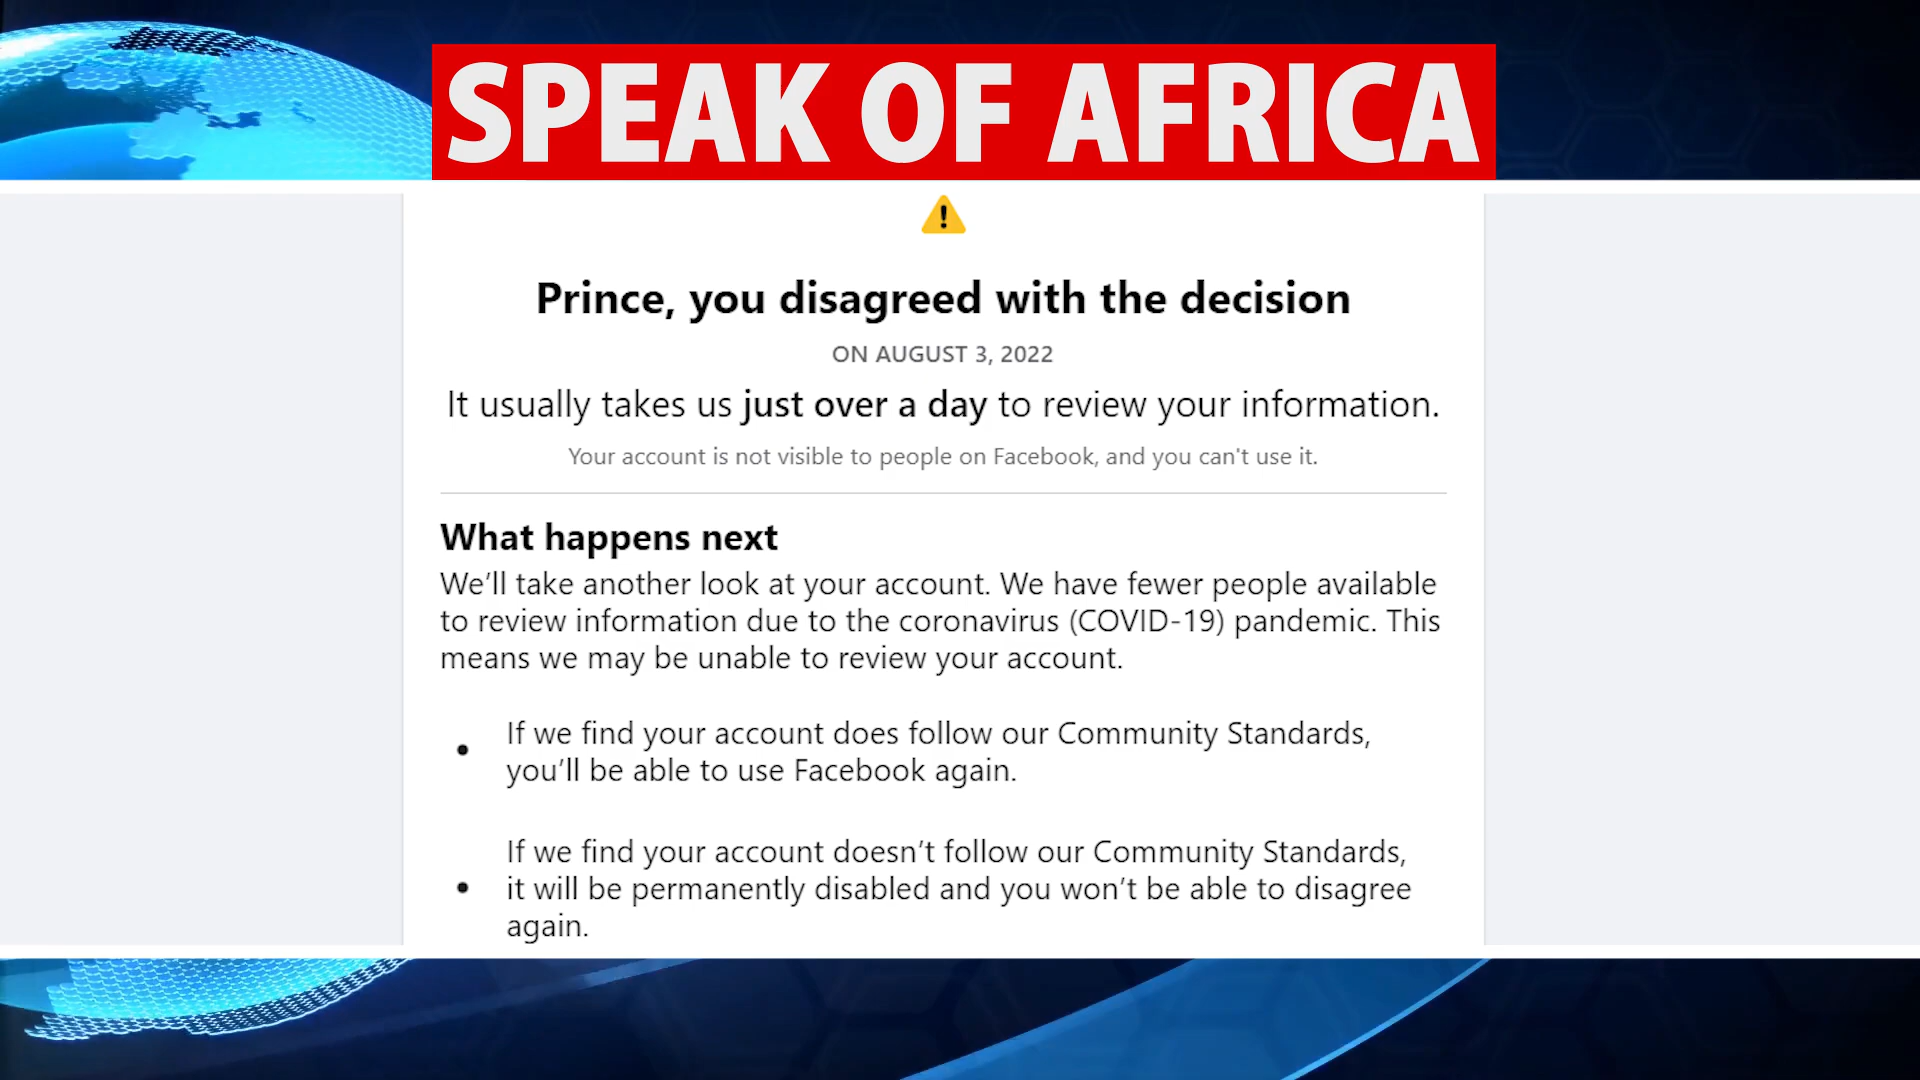 SPEAK OF AFRICA
Prince, you disagreed with the decision
ON AUGUST 3, 2022
It usually takes us just over a day to review your information.
Your account is not visible to people on Facebook, and you can't use it.
What happens next
We’ll take another look at your account. We have fewer people available
to review information due to the coronavirus (COVID-19) pandemic. This
means we may be unable to review your account.
• If we find your account does follow our Community Standards,
you’ll be able to use Facebook again.
• If we find your account doesn’t follow our Community Standards,
it will be permanently disabled and you won’t be able to disagree
again.